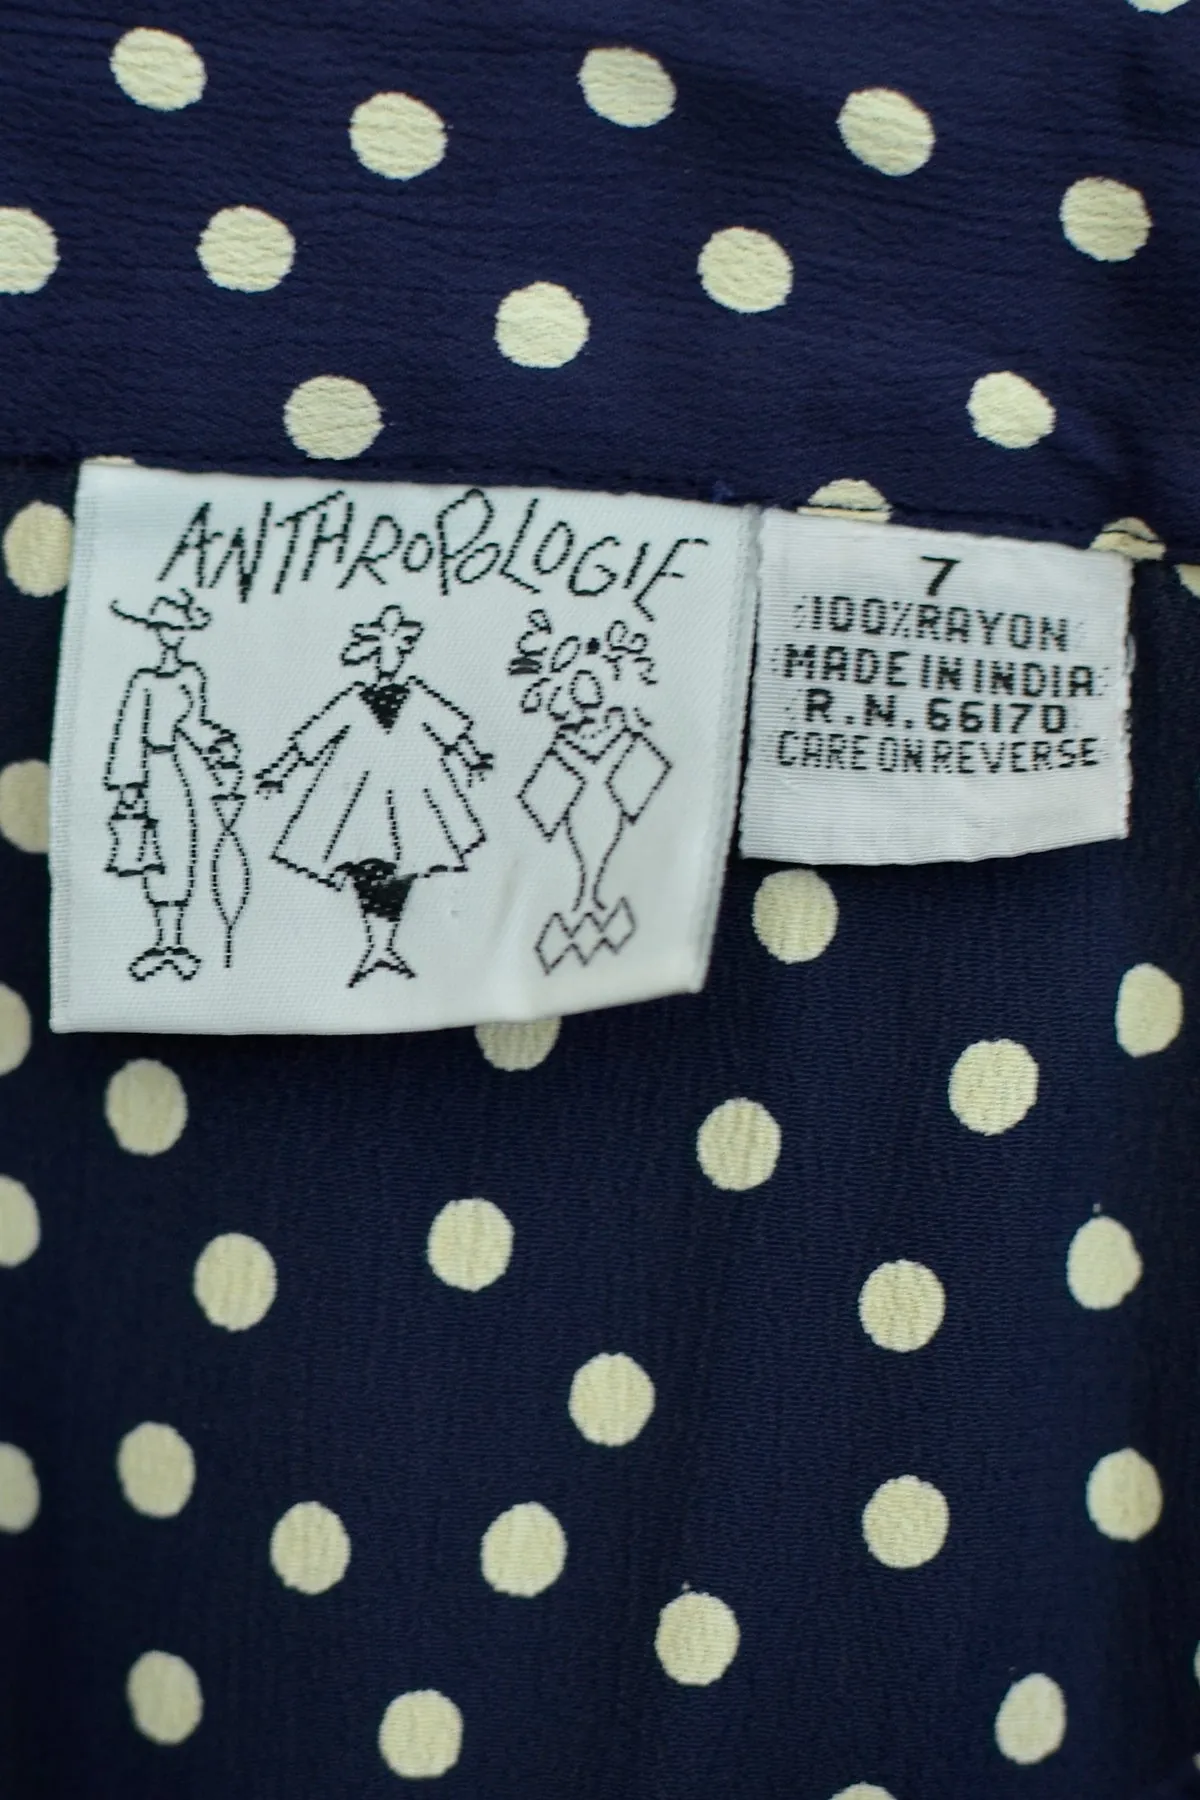 ANTHROPOLOGIE
7
100% RAYON
MADE IN INDIA
R.N. 66170
CARE ON REVERSE